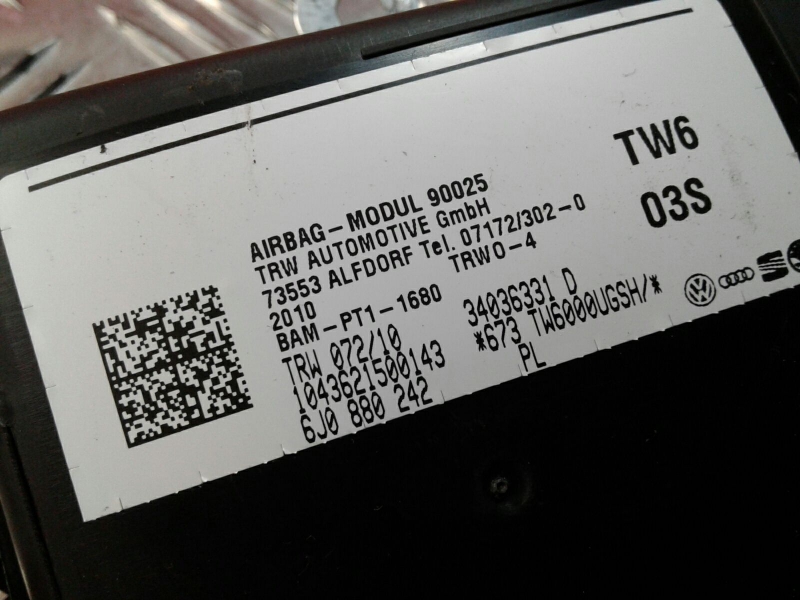 TW6
03S
AIRBAG-MODUL 90025
TRW AUTOMOTIVE GmbH
73553 ALFDORF Tel. 07172/302-0
2010 TRWO-4
BAM-PT1-1680
TRW 072/10 34036331 D
1043621500143 *673 TW6000UGSH/*
6J0 880 242 PL